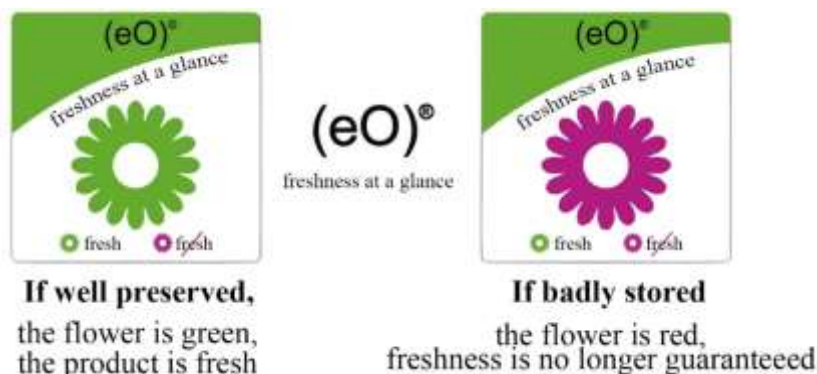 (eO)®
freshness at a glance
fresh fresh
If well preserved,
the flower is green,
the product is fresh
(eO)®
freshness at a glance
(eO)®
freshness at a glance
fresh fresh
If badly stored
the flower is red,
freshness is no longer guaranteeed